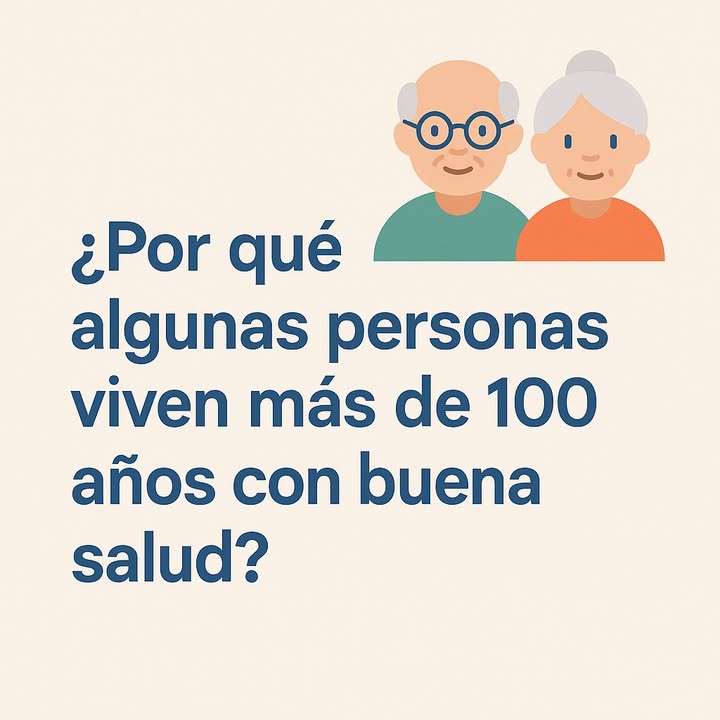 ¿Por qué
algunas personas
viven más de 100
años con buena
salud?